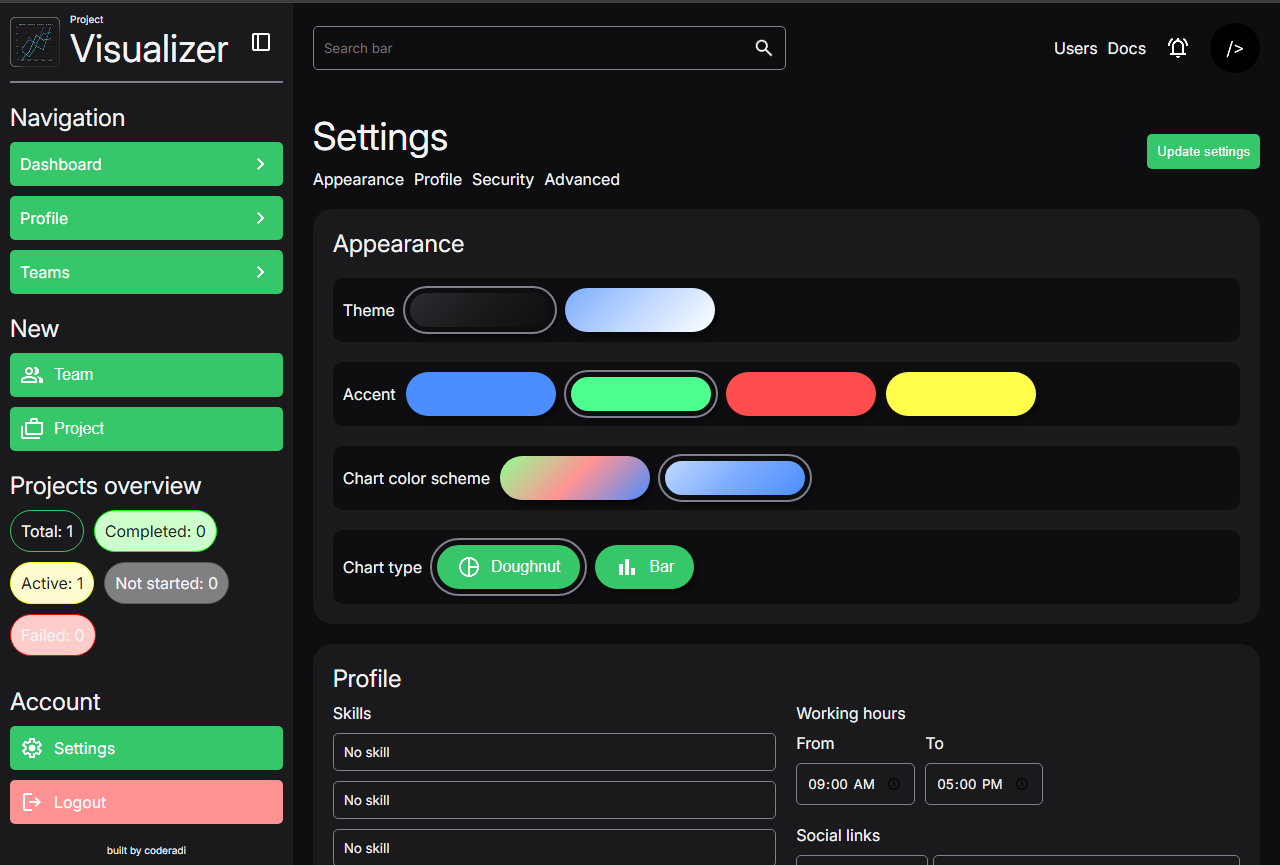 Project
Visualizer
Search bar
Users Docs
/>
Navigation
Dashboard
Profile
Teams
New
Team
Project
Projects overview
Total: 1
Completed: 0
Active: 1
Not started: 0
Failed: 0
Account
Settings
Logout
built by coderadi
Settings
Update settings
Appearance Profile Security Advanced
Appearance
Theme
Accent
Chart color scheme
Chart type
Doughnut
Bar
Profile
Skills
No skill
No skill
No skill
Working hours
From
To
09:00 AM
05:00 PM
Social links